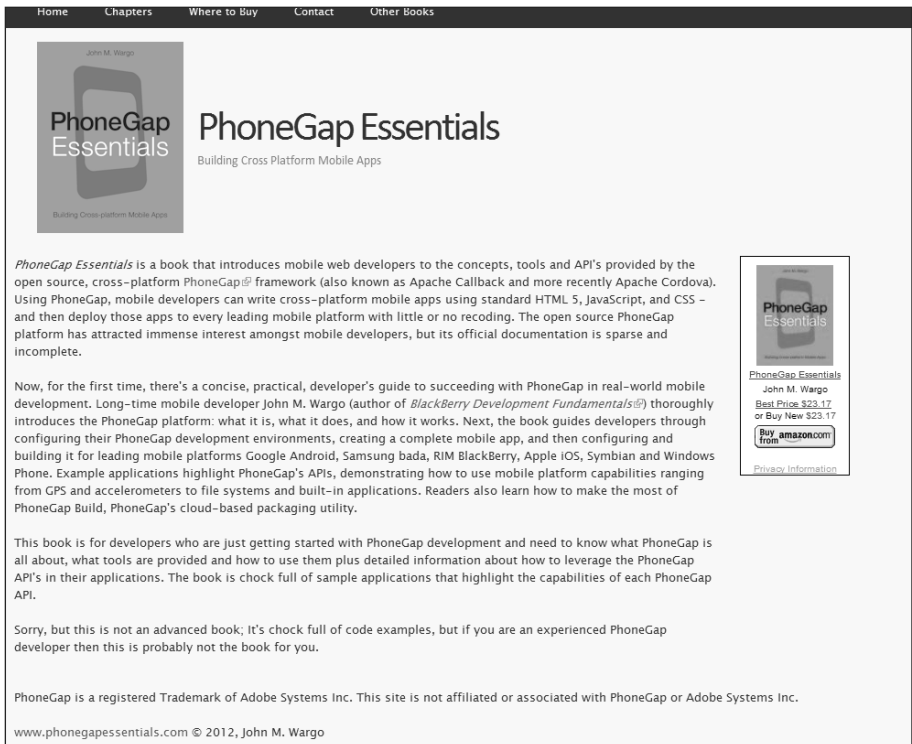 Home Chapters Where to Buy Contact Other Books
John M. Wargo
PhoneGap
Essentials
Building Cross-platform Mobile Apps
PhoneGap Essentials
Building Cross Platform Mobile Apps
PhoneGap Essentials is a book that introduces mobile web developers to the concepts, tools and API's provided by the
open source, cross-platform PhoneGap framework (also known as Apache Callback and more recently Apache Cordova).
Using PhoneGap, mobile developers can write cross-platform mobile apps using standard HTML 5, JavaScript, and CSS –
and then deploy those apps to every leading mobile platform with little or no recoding. The open source PhoneGap
platform has attracted immense interest amongst mobile developers, but its official documentation is sparse and
incomplete.
Now, for the first time, there's a concise, practical, developer's guide to succeeding with PhoneGap in real-world mobile
development. Long-time mobile developer John M. Wargo (author of BlackBerry Development Fundamentals) thoroughly
introduces the PhoneGap platform: what it is, what it does, and how it works. Next, the book guides developers through
configuring their PhoneGap development environments, creating a complete mobile app, and then configuring and
building it for leading mobile platforms Google Android, Samsung bada, RIM BlackBerry, Apple iOS, Symbian and Windows
Phone. Example applications highlight PhoneGap's APIs, demonstrating how to use mobile platform capabilities ranging
from GPS and accelerometers to file systems and built-in applications. Readers also learn how to make the most of
PhoneGap Build, PhoneGap's cloud-based packaging utility.
This book is for developers who are just getting started with PhoneGap development and need to know what PhoneGap is
all about, what tools are provided and how to use them plus detailed information about how to leverage the PhoneGap
API's in their applications. The book is chock full of sample applications that highlight the capabilities of each PhoneGap
API.
Sorry, but this is not an advanced book; It's chock full of code examples, but if you are an experienced PhoneGap
developer then this is probably not the book for you.
John M. Wargo
PhoneGap
Essentials
Building Cross-platform Mobile Apps
PhoneGap Essentials
John M. Wargo
Best Price $23.17
or Buy New $23.17
Buy from amazon.com
Privacy Information
PhoneGap is a registered Trademark of Adobe Systems Inc. This site is not affiliated or associated with PhoneGap or Adobe Systems Inc.
www.phonegapessentials.com © 2012, John M. Wargo